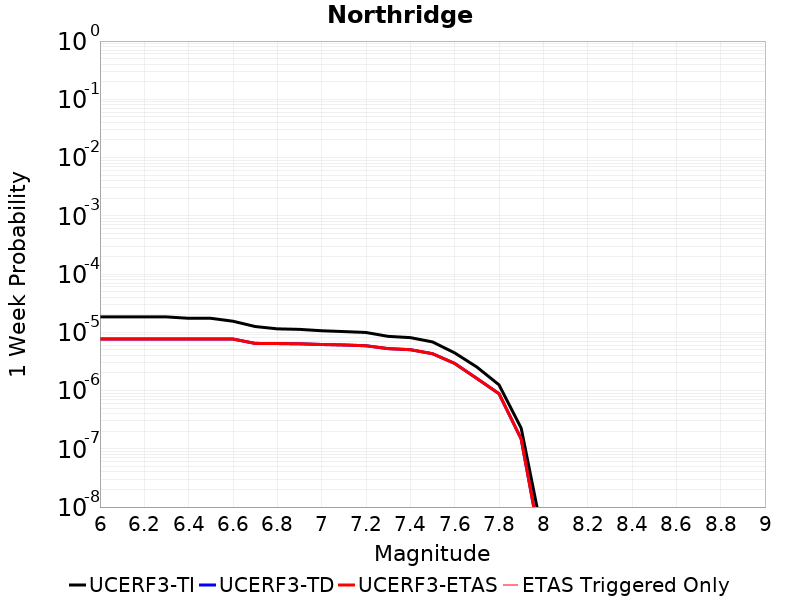 Northridge
1 Week Probability
10^0
10^-1
10^-2
10^-3
10^-4
10^-5
10^-6
10^-7
10^-8
6 6.2 6.4 6.6 6.8 7 7.2 7.4 7.6 7.8 8 8.2 8.4 8.6 8.8 9
Magnitude
UCERF3-TI UCERF3-TD UCERF3-ETAS ETAS Triggered Only